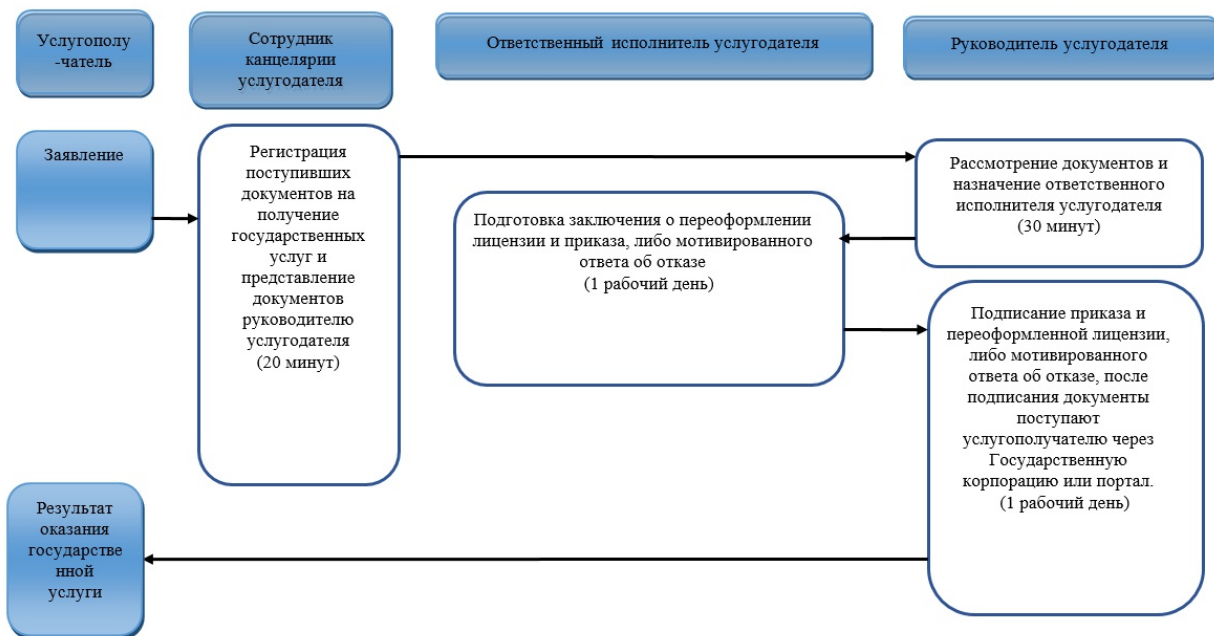 Услугополу
-чатель
Сотрудник
канцелярии
услугодателя
Ответственный исполнитель услугодателя
Руководитель услугодателя
Заявление
Регистрация
поступивших
документов на
получение
государственных
услуг и
представление
документов
руководителю
услугодателя
(20 минут)
Рассмотрение документов и
назначение ответственного
исполнителя услугодателя
(30 минут)
Подготовка заключения о переоформлении
лицензии и приказа, либо мотивированного
ответа об отказе
(1 рабочий день)
Подписание приказа и
переоформленной лицензии,
либо мотивированного
ответа об отказе, после
подписания документы
поступают
услугополучателю через
Государственную
корпорацию или портал.
(1 рабочий день)
Результат
оказания
государстве
нной
услуги